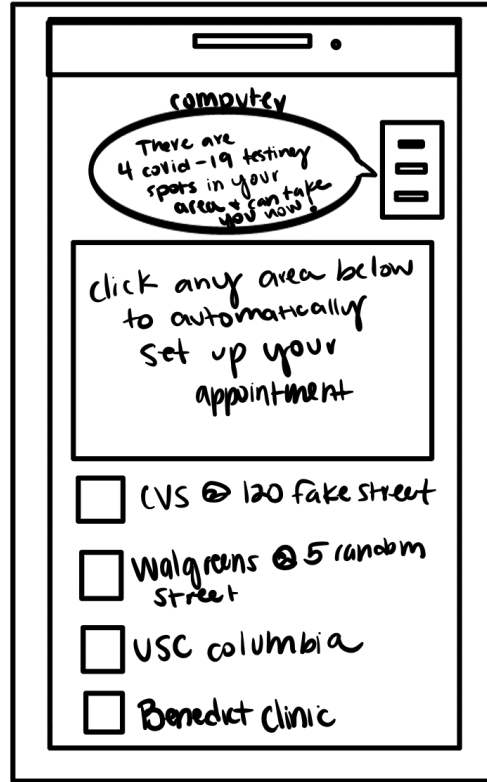 computer
There are
4 covid-19 testing
spots in your
area + can take
you now!
click any area below
to automatically
set up your
appointment
CVS @ 120 fake street
Walgreens @ 5 random
street
USC columbia
Benedict clinic